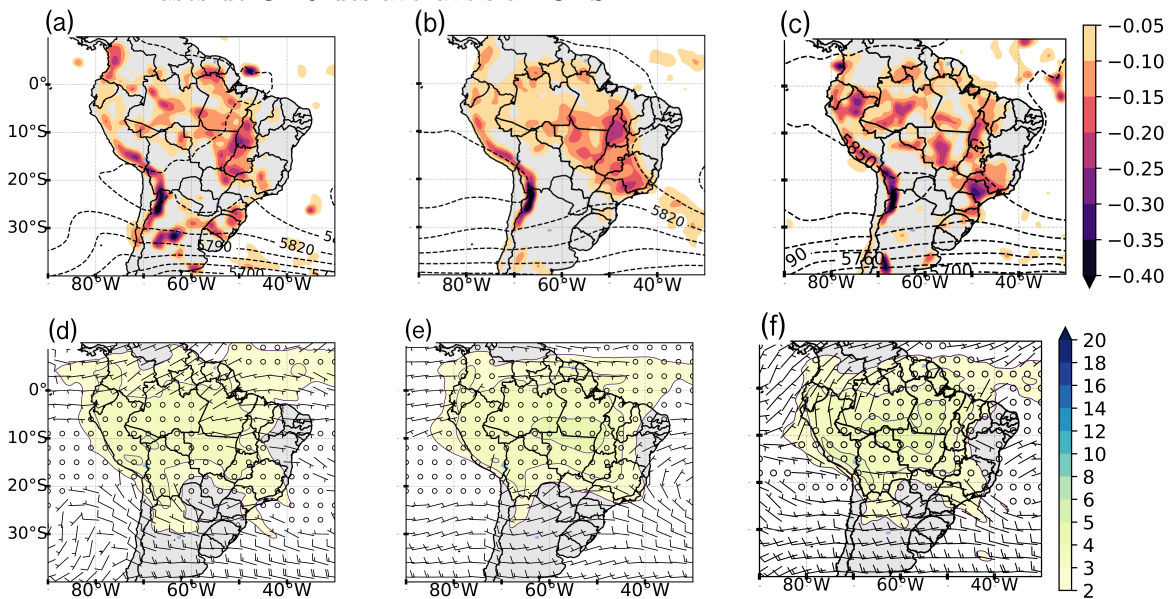 (a)
(b)
(c)
0°
10°S
20°S
30°S
5790
5820
5700
5820
5850
90
5760
5700
80°W
60°W
40°W
80°W
60°W
40°W
80°W
60°W
40°W
−0.05
−0.10
−0.15
−0.20
−0.25
−0.30
−0.35
−0.40
(d)
(e)
(f)
0°
10°S
20°S
30°S
80°W
60°W
40°W
80°W
60°W
40°W
80°W
60°W
40°W
20
18
16
14
12
10
8
6
5
4
3
2